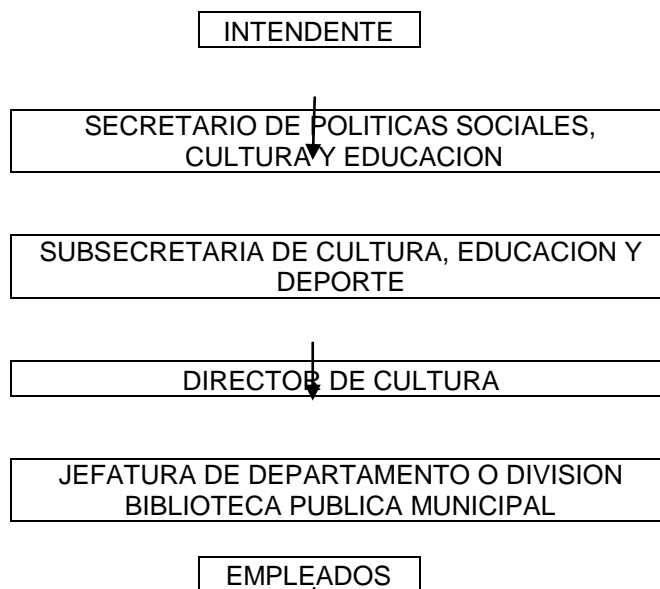 INTENDENTE
SECRETARIO DE POLITICAS SOCIALES,
CULTURA Y EDUCACION
SUBSECRETARIA DE CULTURA, EDUCACION Y
DEPORTE
DIRECTOR DE CULTURA
JEFATURA DE DEPARTAMENTO O DIVISION
BIBLIOTECA PUBLICA MUNICIPAL
EMPLEADOS